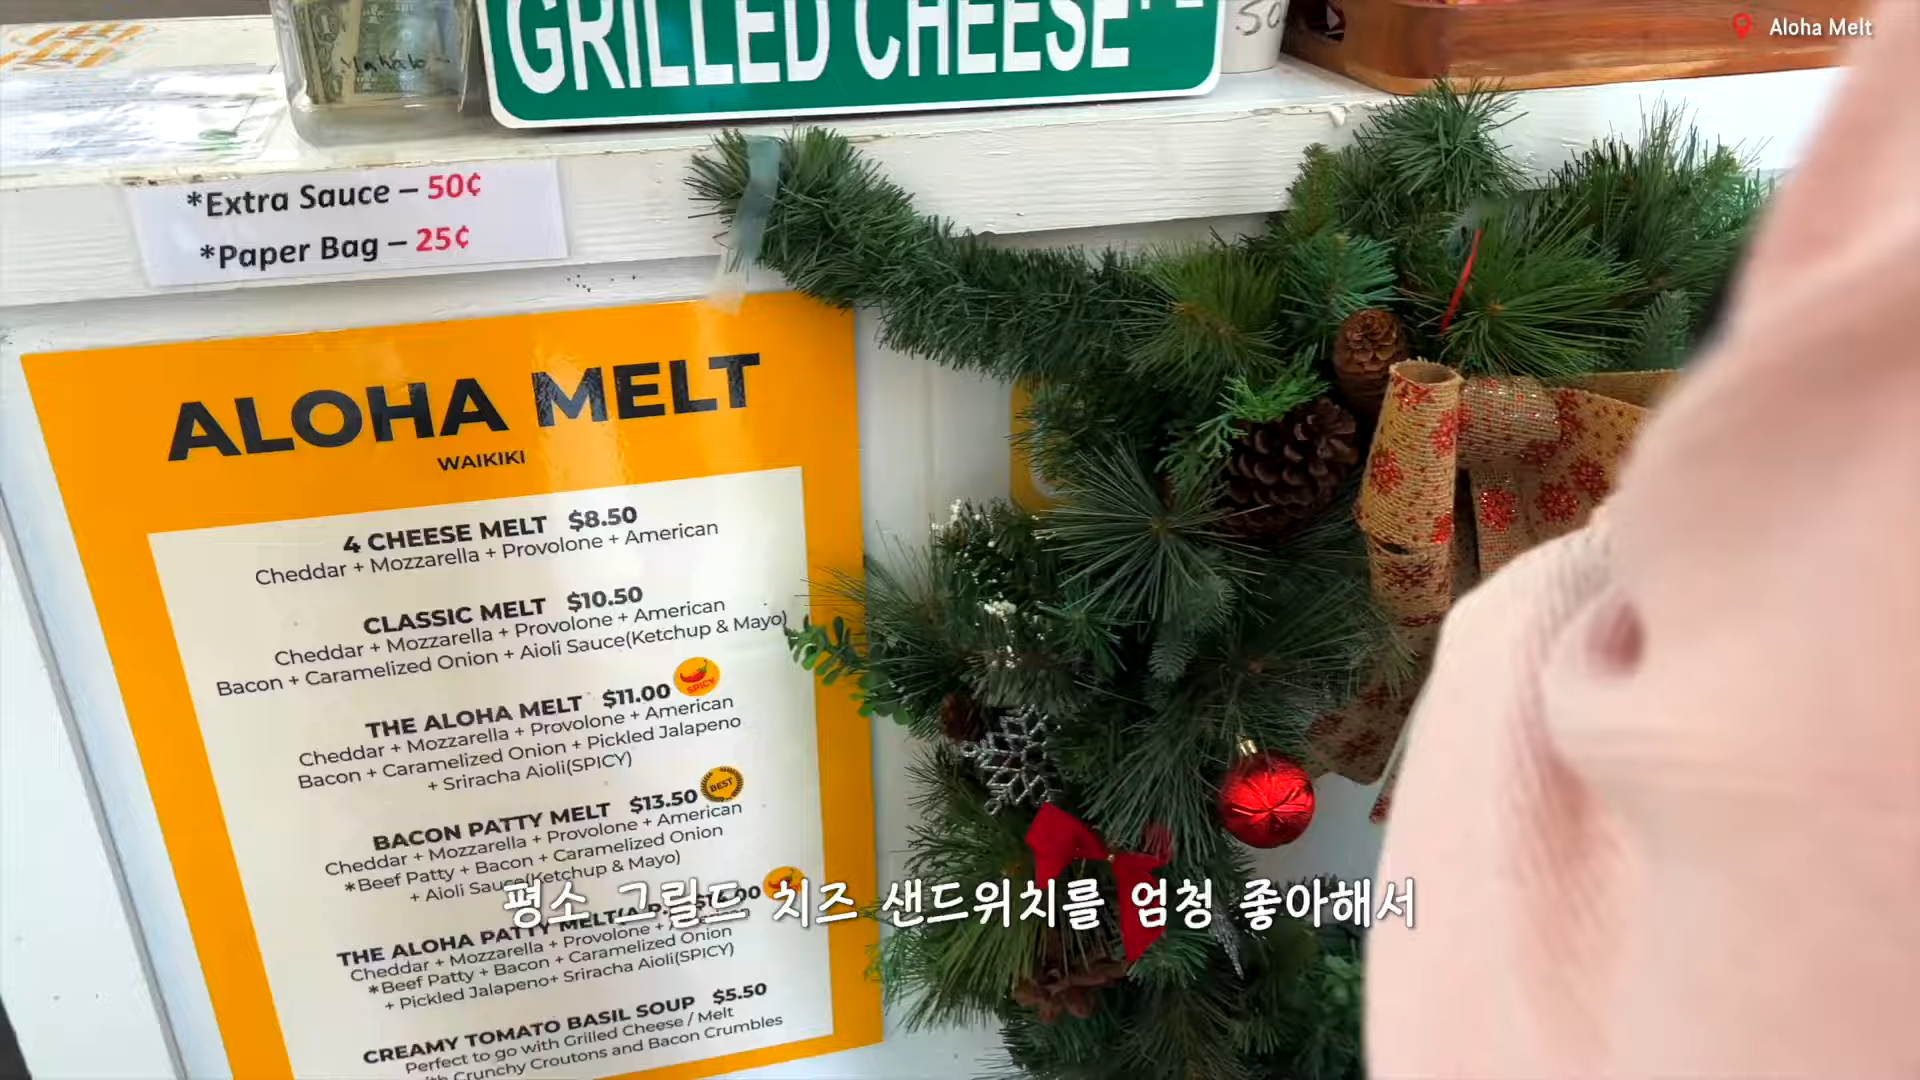 Aloha Melt
GRILLED CHEESE
50
Mahalo
*Extra Sauce – 50¢
*Paper Bag – 25¢
ALOHA MELT
WAIKIKI
4 CHEESE MELT $8.50
Cheddar + Mozzarella + Provolone + American
CLASSIC MELT $10.50
Cheddar + Mozzarella + Provolone + American
Bacon + Caramelized Onion + Aioli Sauce(Ketchup & Mayo)
THE ALOHA MELT $11.00 SPICY
Cheddar + Mozzarella + Provolone + American
Bacon + Caramelized Onion + Pickled Jalapeno
+ Sriracha Aioli(SPICY)
BACON PATTY MELT $13.50 BEST
Cheddar + Mozzarella + Provolone + American
*Beef Patty + Bacon + Caramelized Onion
+ Aioli Sauce(Ketchup & Mayo)
THE ALOHA PATTY MELT
Cheddar + Mozzarella + Provolone +
*Beef Patty + Bacon + Caramelized Onion
+ Pickled Jalapeno+ Sriracha Aioli(SPICY)
CREAMY TOMATO BASIL SOUP $5.50
Perfect to go with Grilled Cheese / Melt
Crunchy Croutons and Bacon Crumbles
평소 그릴드 치즈 샌드위치를 엄청 좋아해서